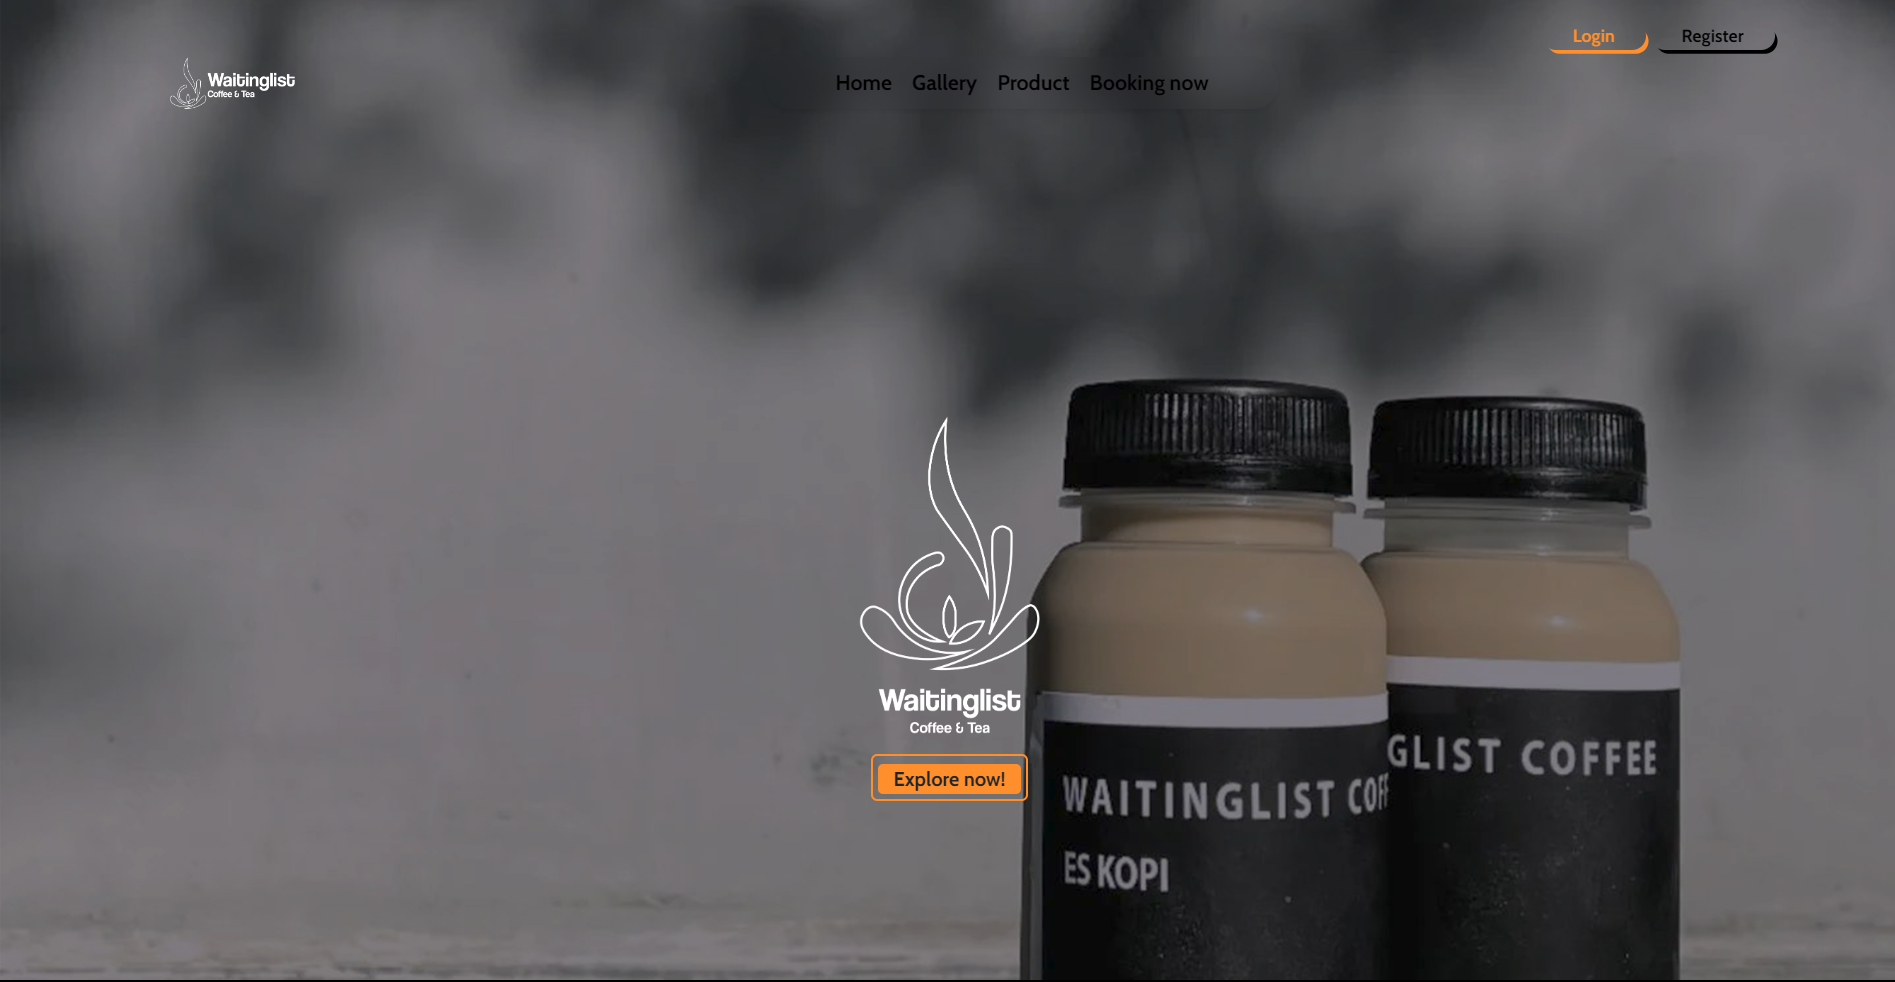 Login
Register
Waitinglist
Coffee & Tea
Home
Gallery
Product
Booking now
Waitinglist
Coffee & Tea
Explore now!
WAITINGLIST COFF
ES KOPI
GLIST COFFEE